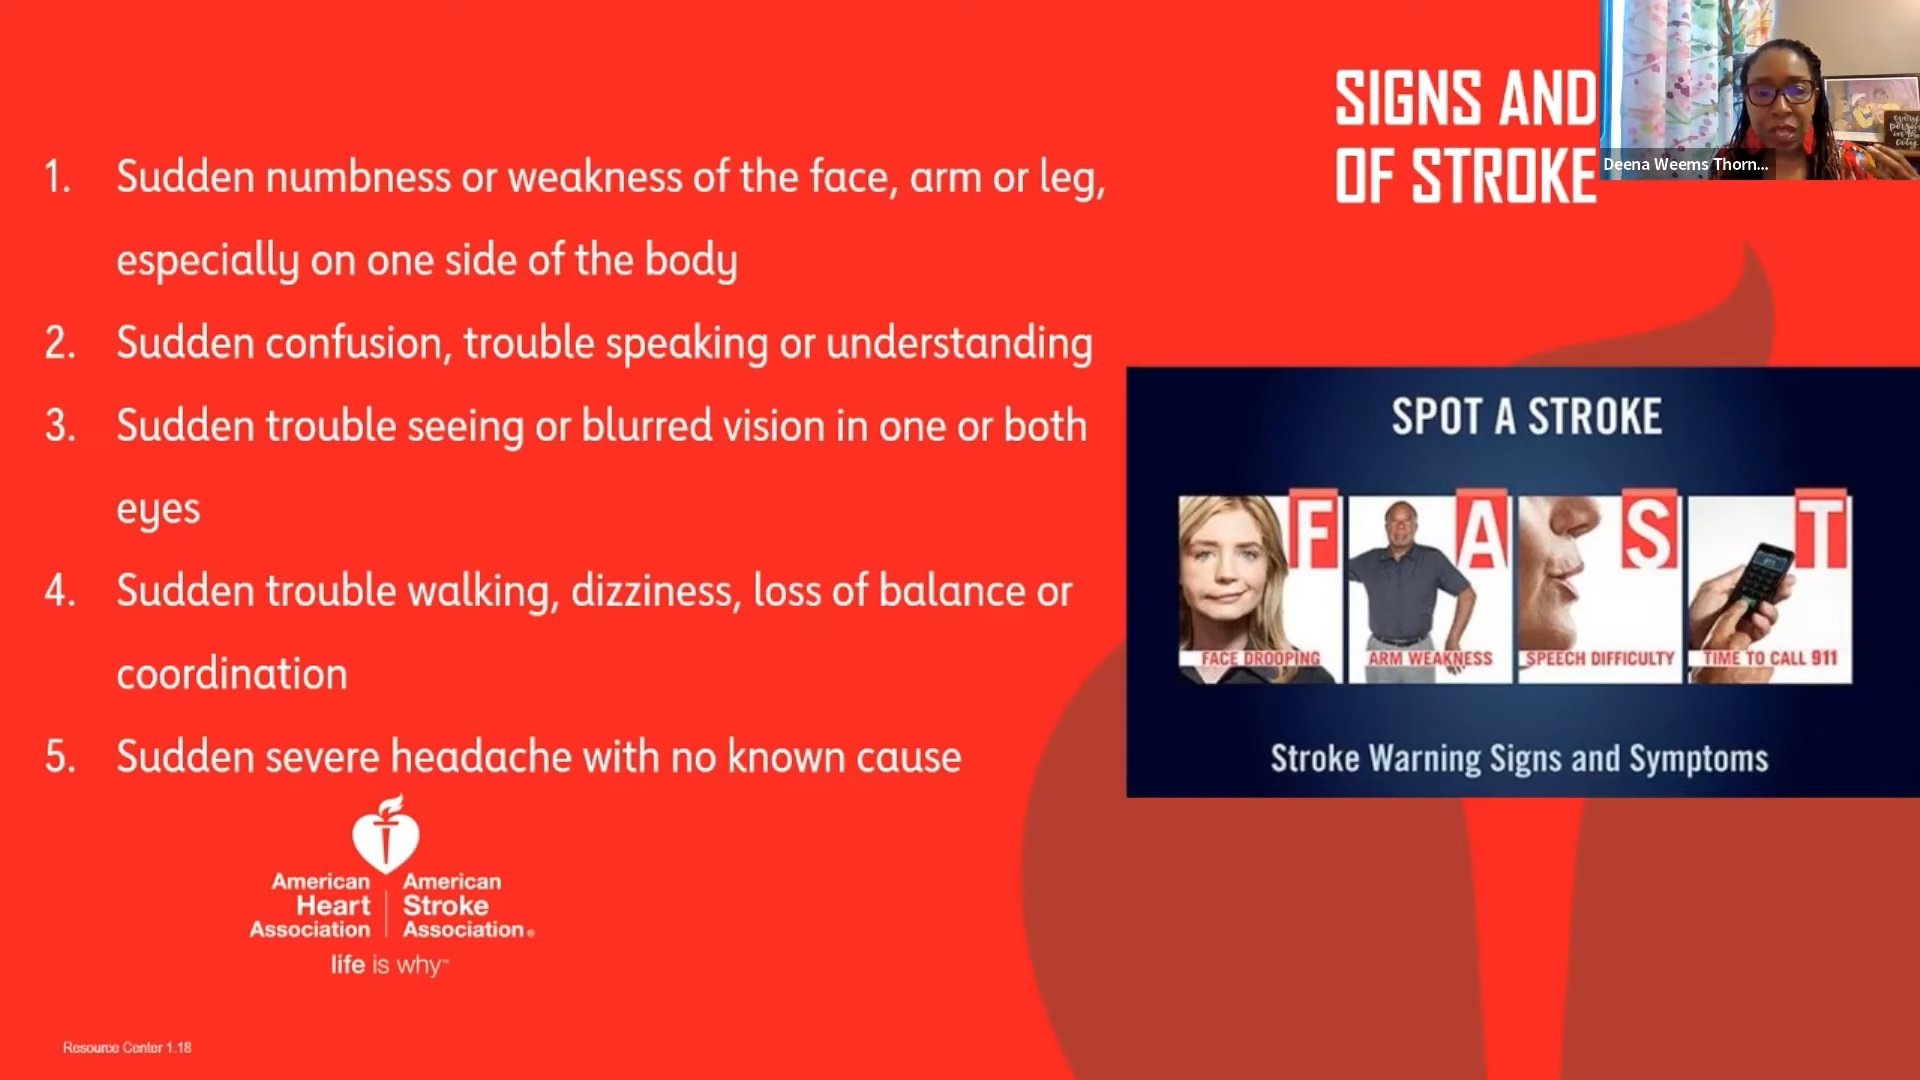 SIGNS AND
OF STROKE
Deena Weems Thorn...
1. Sudden numbness or weakness of the face, arm or leg,
especially on one side of the body
2. Sudden confusion, trouble speaking or understanding
3. Sudden trouble seeing or blurred vision in one or both
eyes
4. Sudden trouble walking, dizziness, loss of balance or
coordination
5. Sudden severe headache with no known cause
SPOT A STROKE
F A S T
FACE DROOPING
ARM WEAKNESS
SPEECH DIFFICULTY
TIME TO CALL 911
Stroke Warning Signs and Symptoms
American Heart Association
American Stroke Association®
life is why™
Resource Center 1.18